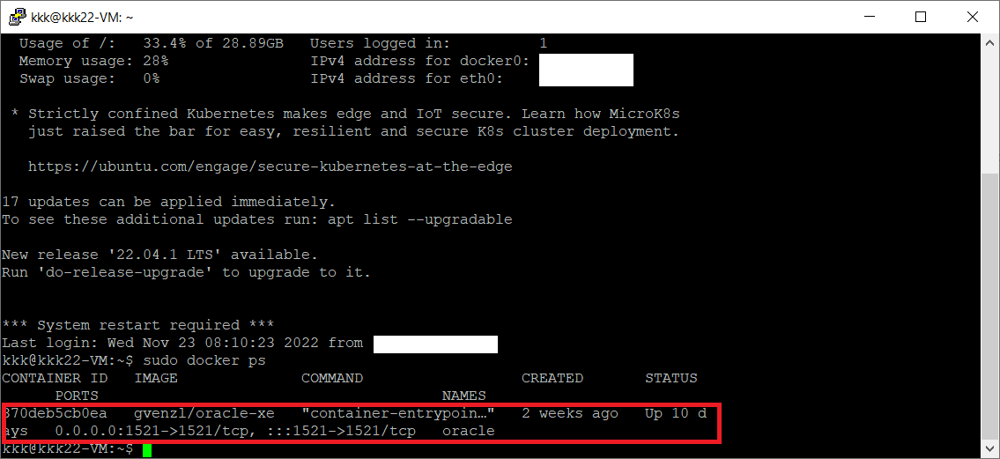 kkk@kkk22-VM: ~
Usage of /:   33.4% of 28.89GB   Users logged in:          1
Memory usage: 28%                IPv4 address for docker0:
Swap usage:   0%                 IPv4 address for eth0:
* Strictly confined Kubernetes makes edge and IoT secure. Learn how MicroK8s
just raised the bar for easy, resilient and secure K8s cluster deployment.
https://ubuntu.com/engage/secure-kubernetes-at-the-edge
17 updates can be applied immediately.
To see these additional updates run: apt list --upgradable
New release '22.04.1 LTS' available.
Run 'do-release-upgrade' to upgrade to it.
*** System restart required ***
Last login: Wed Nov 23 08:10:23 2022 from
kkk@kkk22-VM:~$ sudo docker ps
CONTAINER ID   IMAGE              COMMAND                  CREATED       STATUS
PORTS                                       NAMES
870deb5cb0ea   gvenzl/oracle-xe   "container-entrypoin…"   2 weeks ago   Up 10 d
ays   0.0.0.0:1521->1521/tcp, :::1521->1521/tcp   oracle
kkk@kkk22-VM:~$